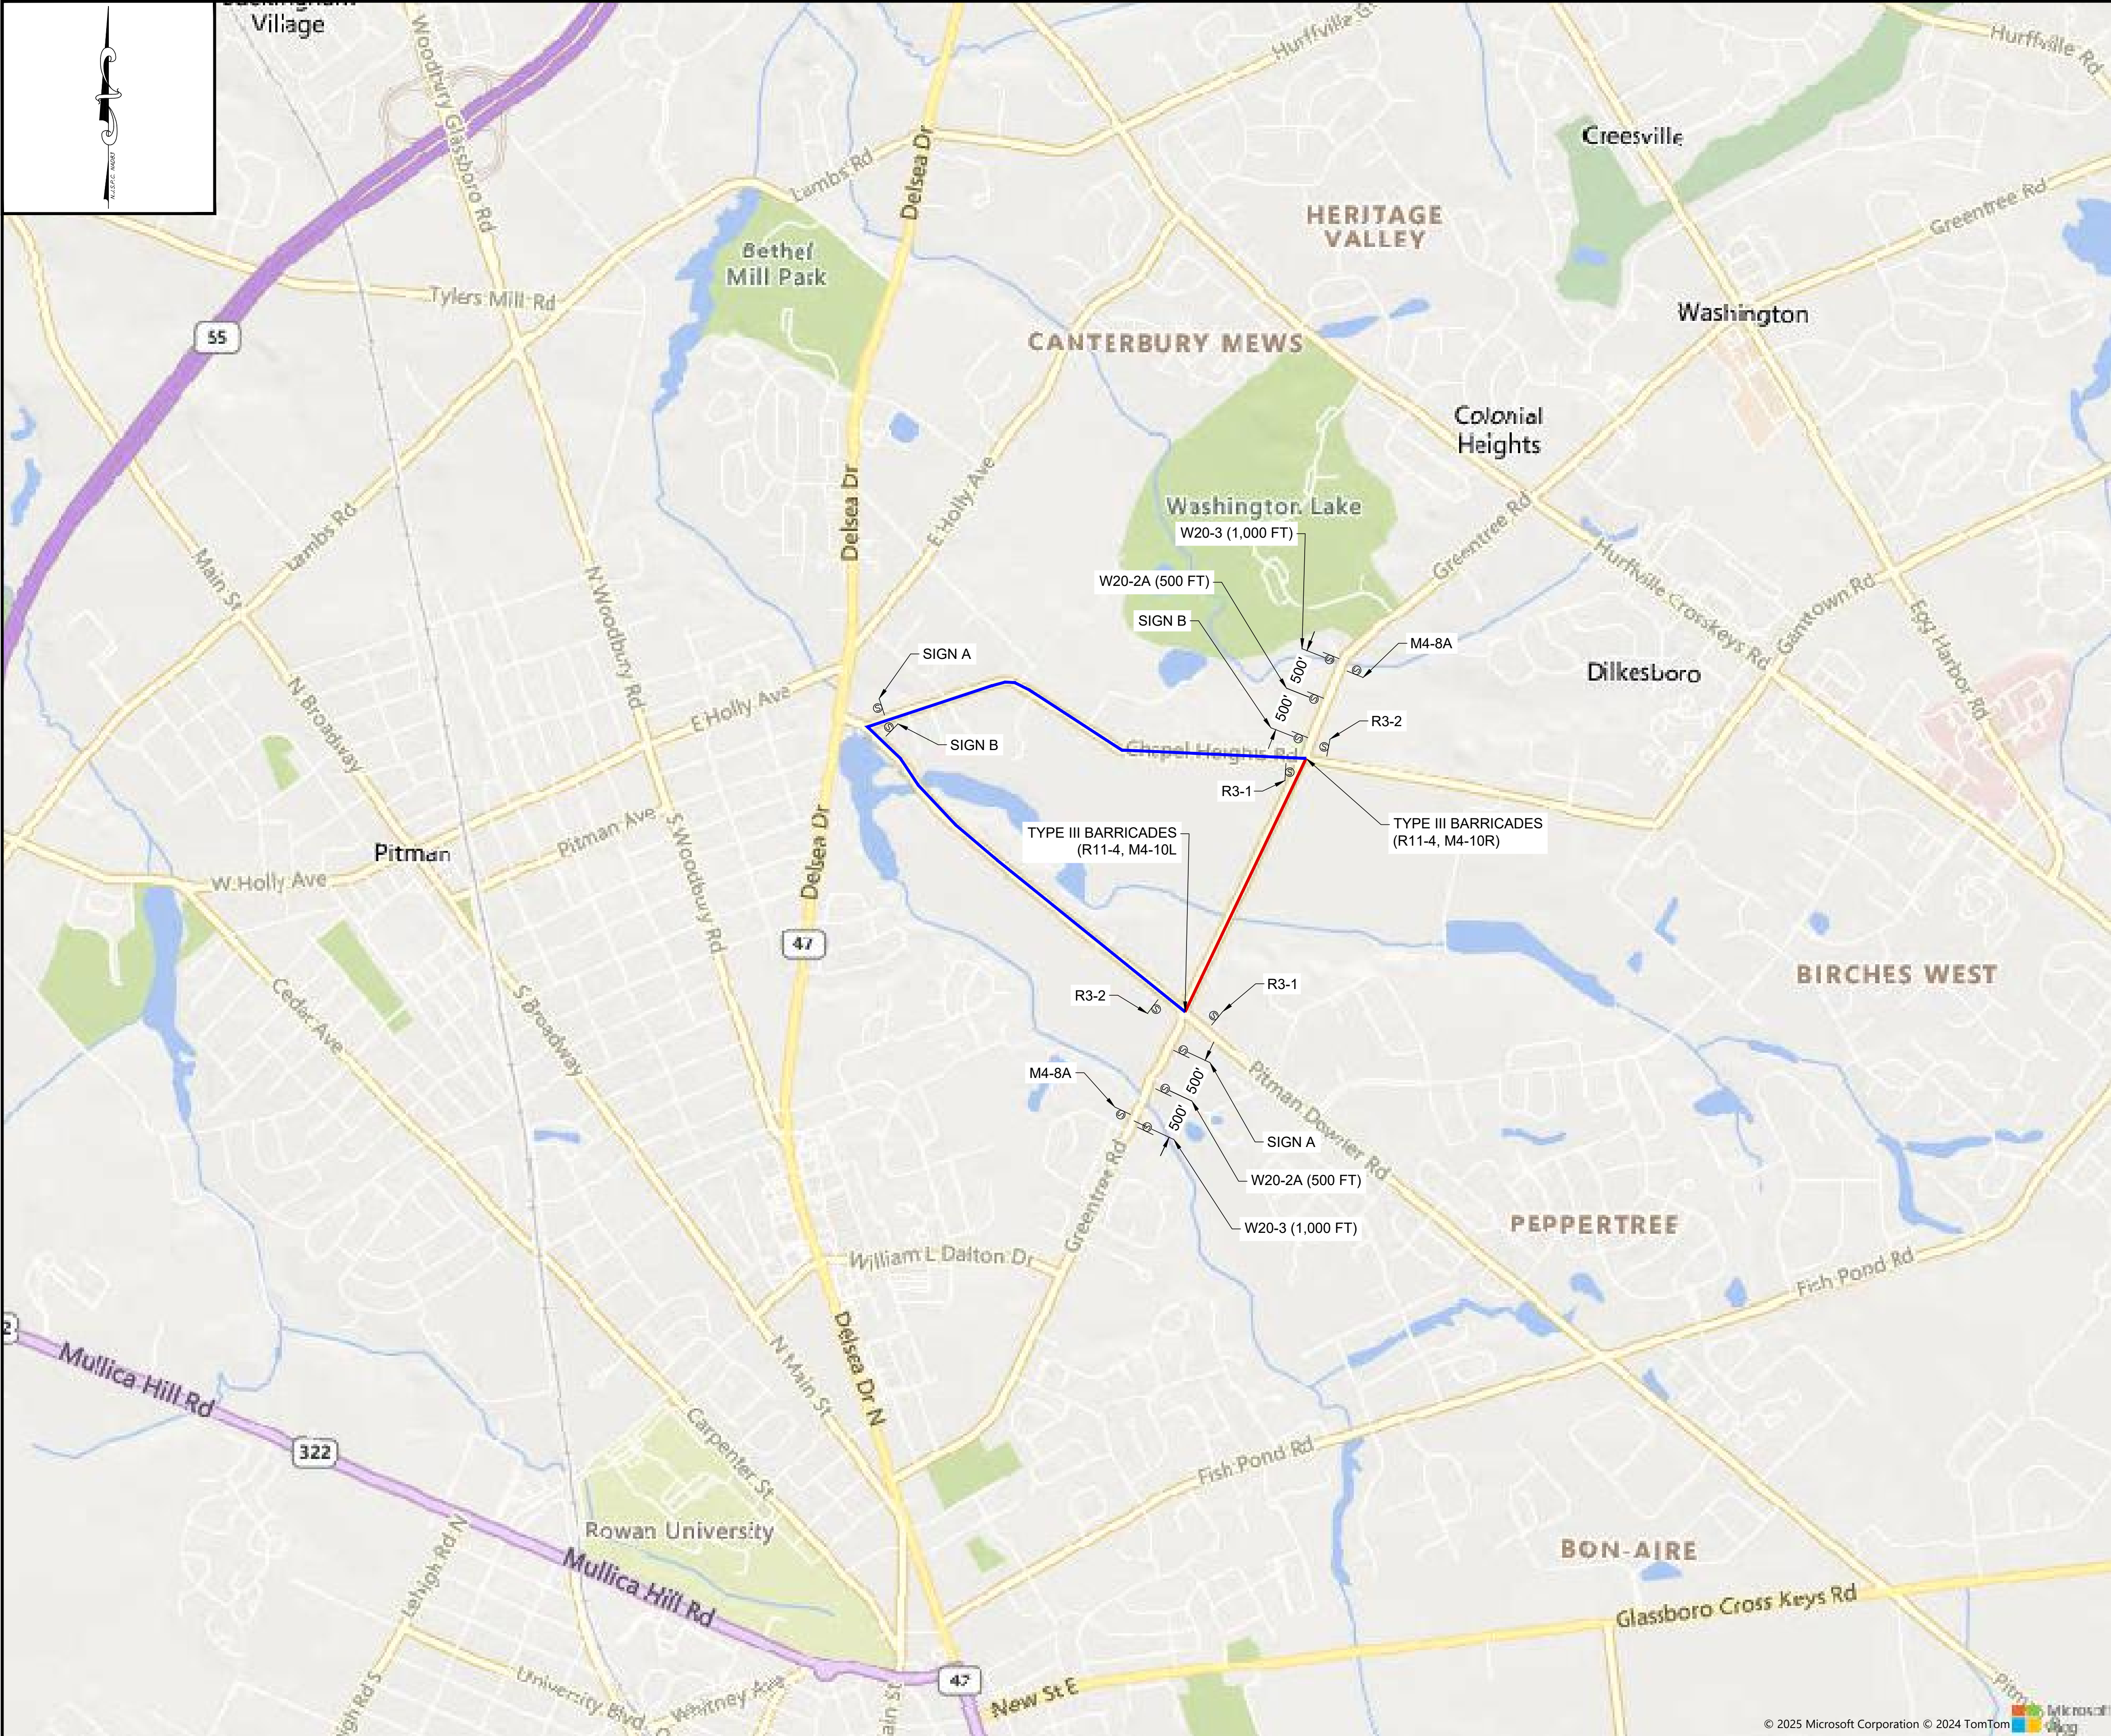 Village
N.J.S.P.C. NAD83
Woodbury Glassboro Rd
Hurffville
Hurffville Rd
Creesville
Lambs Rd
Delsea Dr
HERITAGE
VALLEY
Greentree Rd
Bethel
Mill Park
Tylers Mill Rd
55
Washington
CANTERBURY MEWS
Colonial
Heights
Delsea Dr
E Holly Ave
Washington Lake
W20-3 (1,000 FT)
Lambs Rd
Main St
N Woodbury Rd
Greentree Rd
W20-2A (500 FT)
SIGN B
Hurffville Crosskeys Rd
Ganttown Rd
Egg Harbor Rd
SIGN A
M4-8A
500'
500'
Dilkesboro
N Broadway
E Holly Ave
R3-2
SIGN B
Chapel Heights Rd
R3-1
TYPE III BARRICADES
(R11-4, M4-10L
TYPE III BARRICADES
(R11-4, M4-10R)
Pitman
Pitman Ave
S Woodbury Rd
Delsea Dr
W Holly Ave
47
BIRCHES WEST
R3-2
R3-1
Cedar Ave
S Broadway
M4-8A
500'
500'
Pitman Downer Rd
SIGN A
W20-2A (500 FT)
W20-3 (1,000 FT)
Greentree Rd
PEPPERTREE
William L Dalton Dr
Fish Pond Rd
2
Mullica Hill Rd
Delsea Dr N
N Main St
322
Carpenter St
Fish Pond Rd
Rowan University
BON-AIRE
Lehigh Rd N
Mullica Hill Rd
Glassboro Cross Keys Rd
University Blvd
Whitney Ave
47
New St E
© 2025 Microsoft Corporation © 2024 TomTom
Microsoft